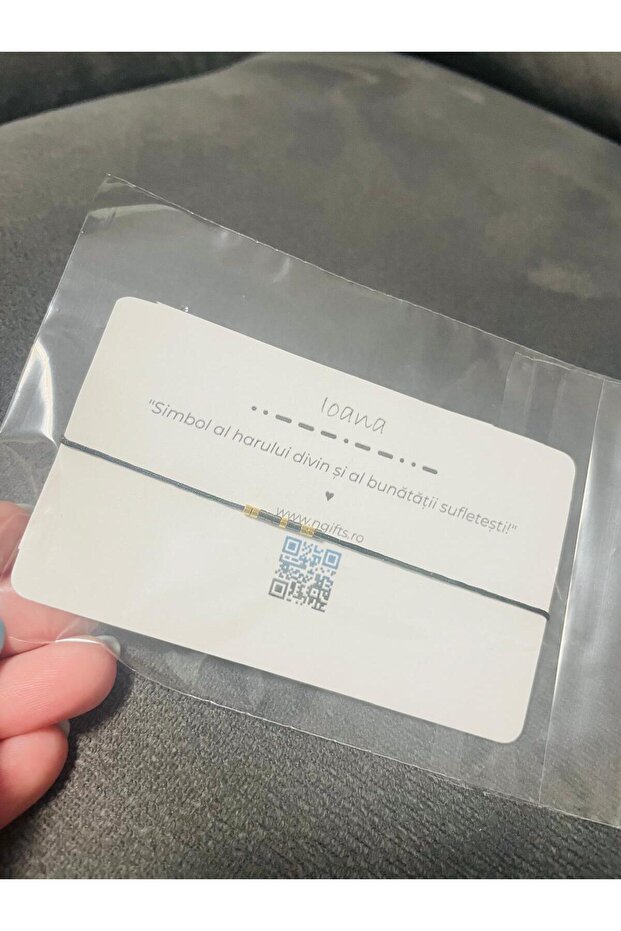 Ioana
••▬▬▬•▬▬••▬
"Simbol al harului divin și al bunătății sufletești!"
♥
www.ngifts.ro